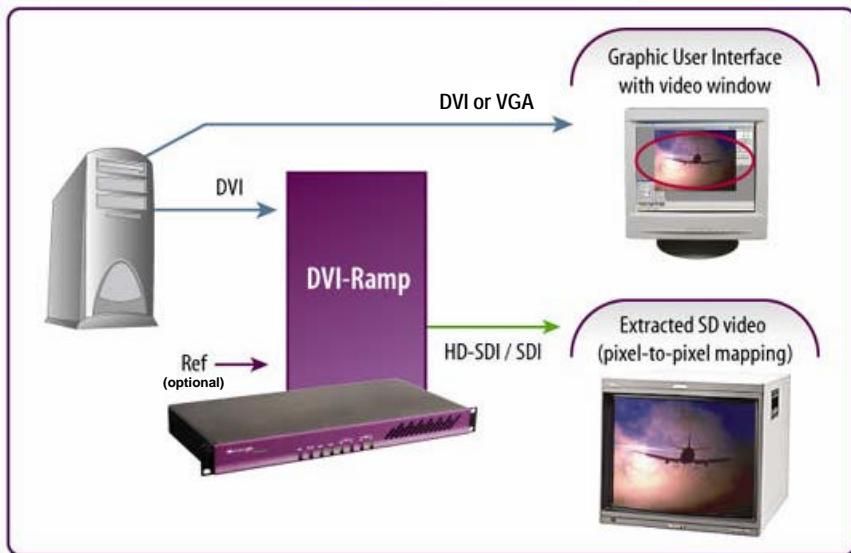 Graphic User Interface
with video window
DVI or VGA
DVI
DVI-Ramp
Ref
(optional)
HD-SDI / SDI
Extracted SD video
(pixel-to-pixel mapping)